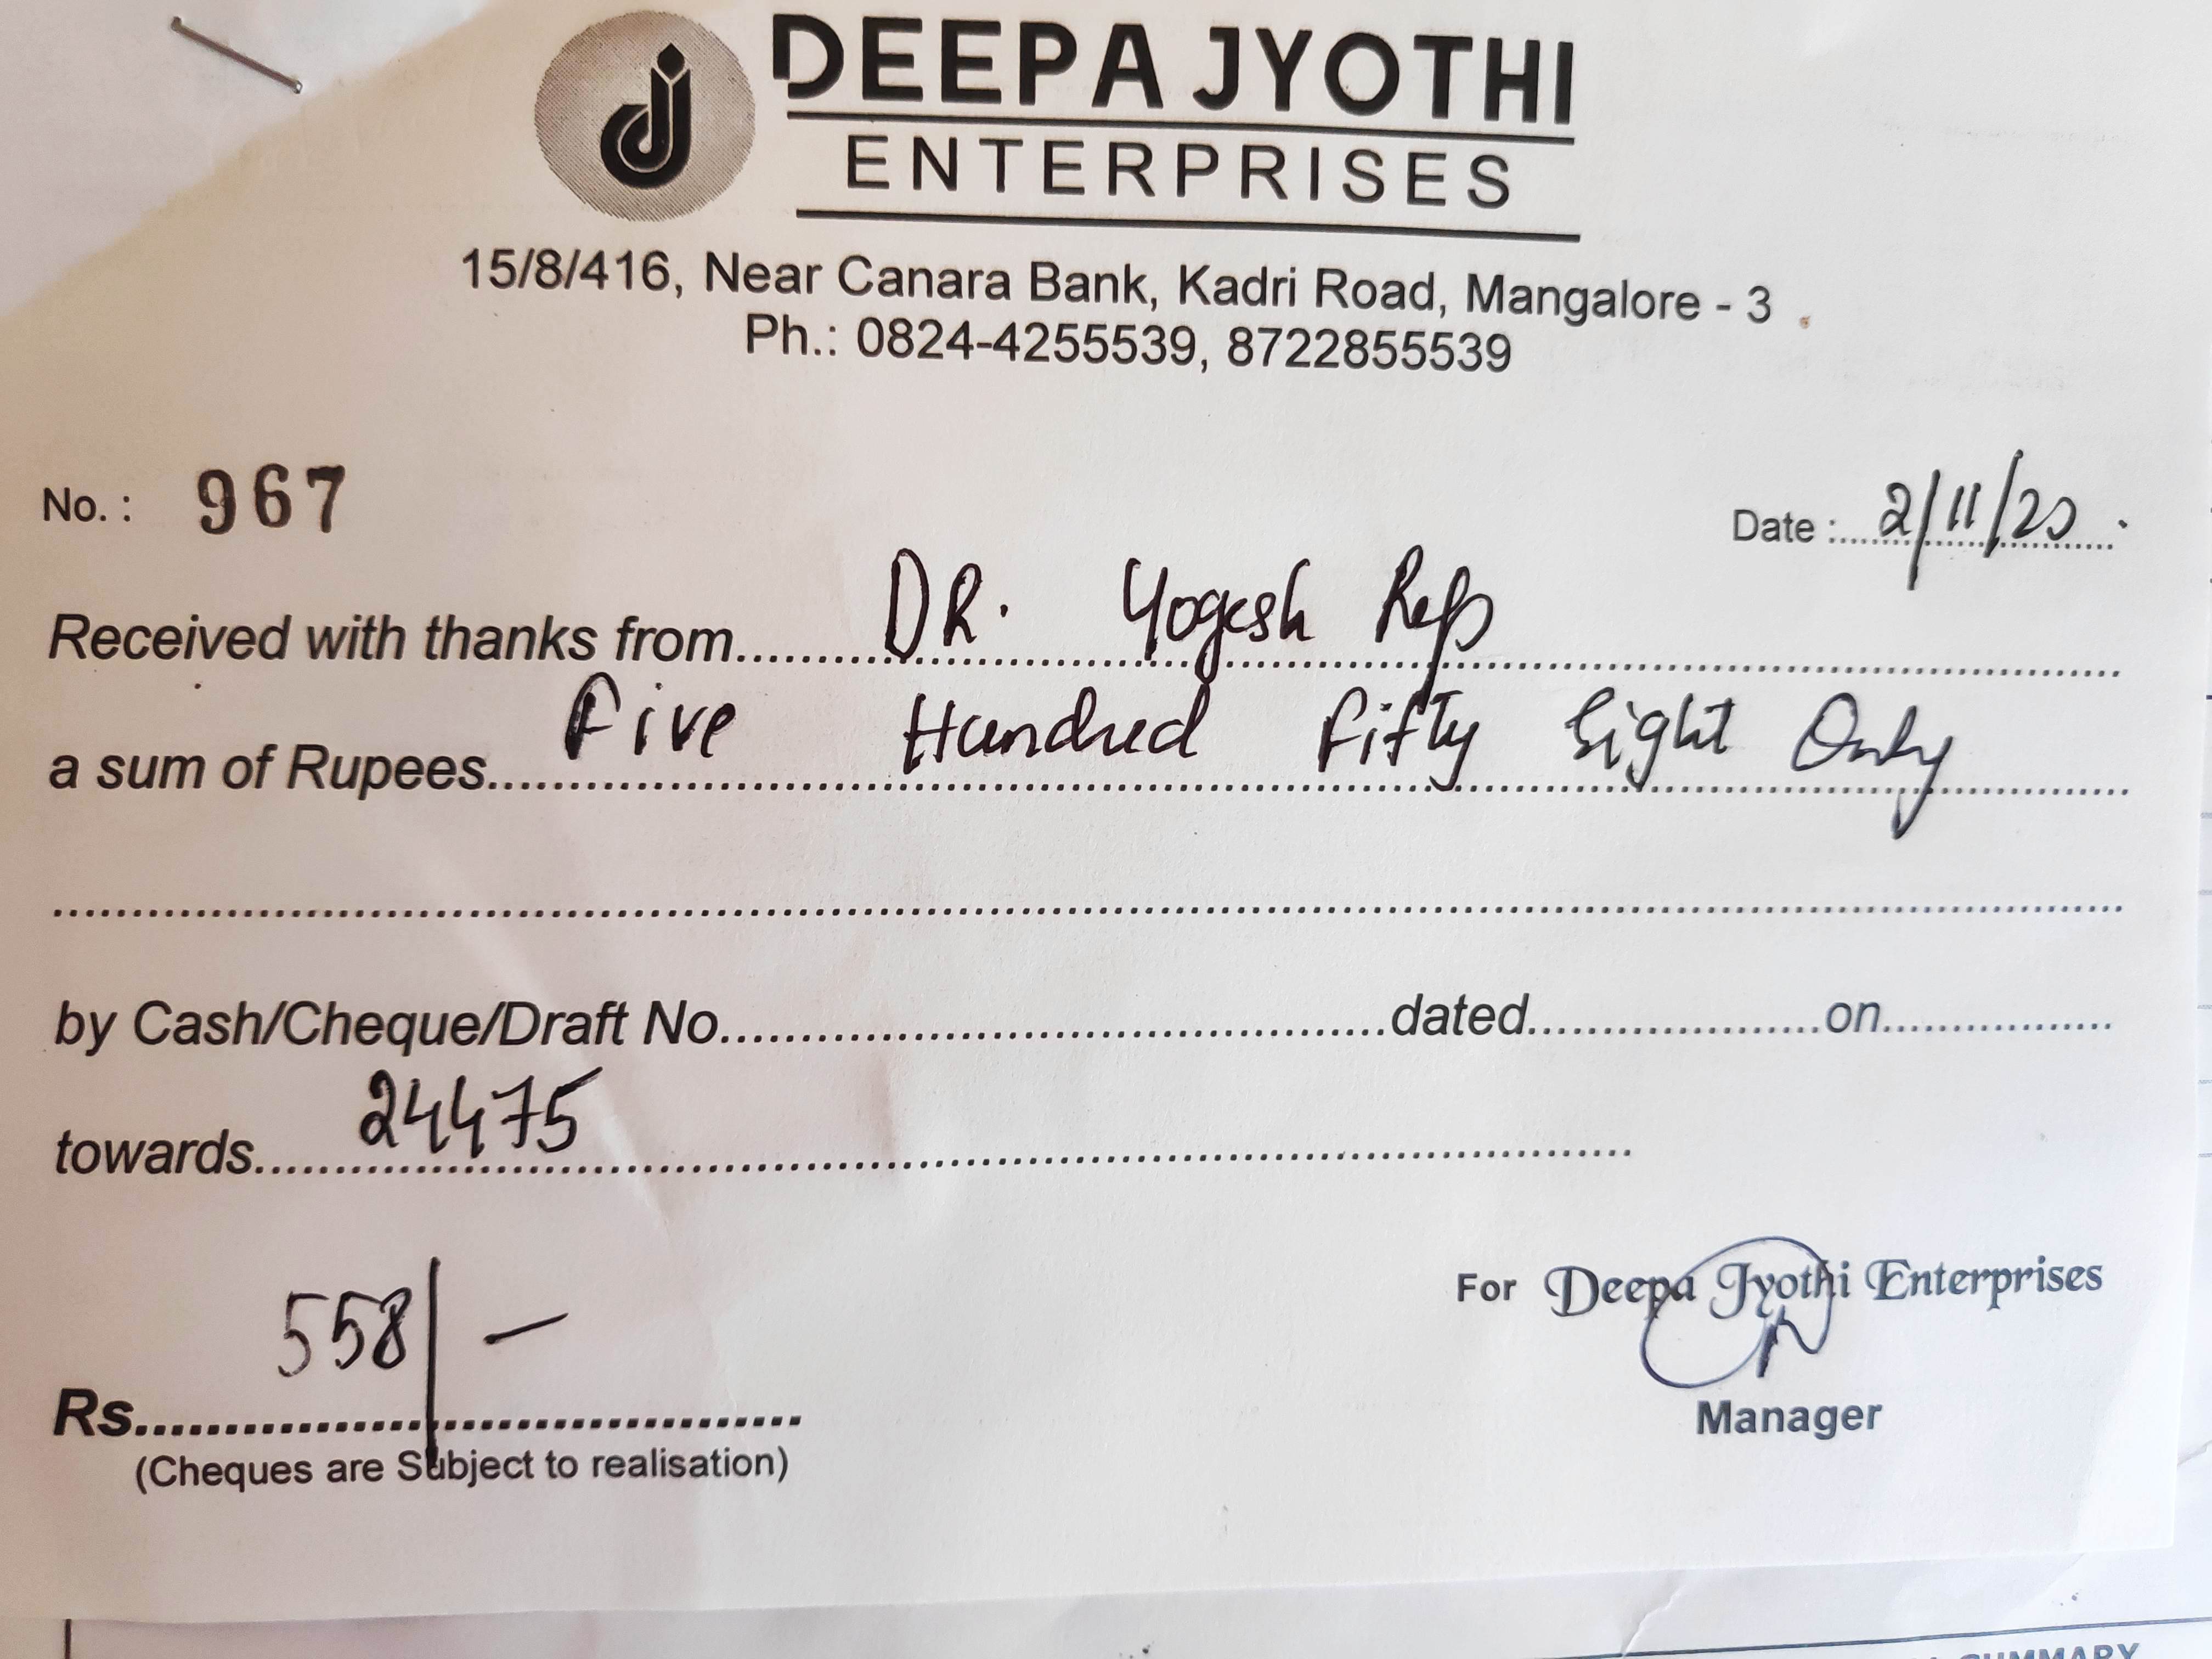 DEEPA JYOTHI
ENTERPRISES
15/8/416, Near Canara Bank, Kadri Road, Mangalore - 3
Ph.: 0824-4255539, 8722855539
No.: 967 Date : 2/11/20
Received with thanks from DR. Yogesh
a sum of Rupees Five Hundred Fifty Eight Only
by Cash/Cheque/Draft No. dated on
towards 24475
558/-
Rs.
(Cheques are Subject to realisation)
For Deepa Jyothi Enterprises
Manager